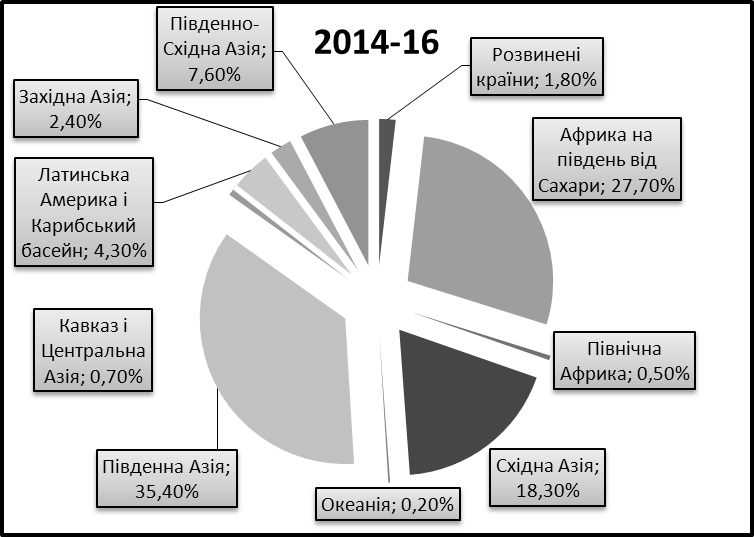 2014-16
Південно-
Східна Азія;
7,60%
Розвинені
країни; 1,80%
Західна Азія;
2,40%
Африка на
південь від
Сахари; 27,70%
Латинська
Америка і
Карибський
басейн; 4,30%
Кавказ і
Центральна
Азія; 0,70%
Північна
Африка; 0,50%
Південна Азія;
35,40%
Океанія; 0,20%
Східна Азія;
18,30%